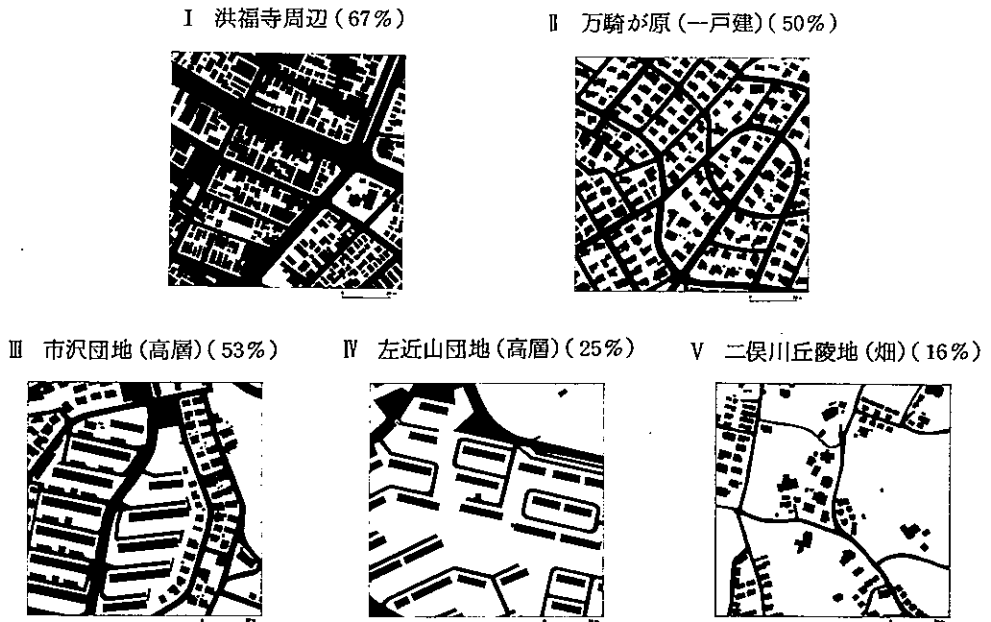 Ⅰ 洪福寺周辺(67%)
Ⅱ 万騎が原(一戸建)(50%)
Ⅲ 市沢団地(高層)(53%)
Ⅳ 左近山団地(高層)(25%)
Ⅴ 二俣川丘陵地(畑)(16%)